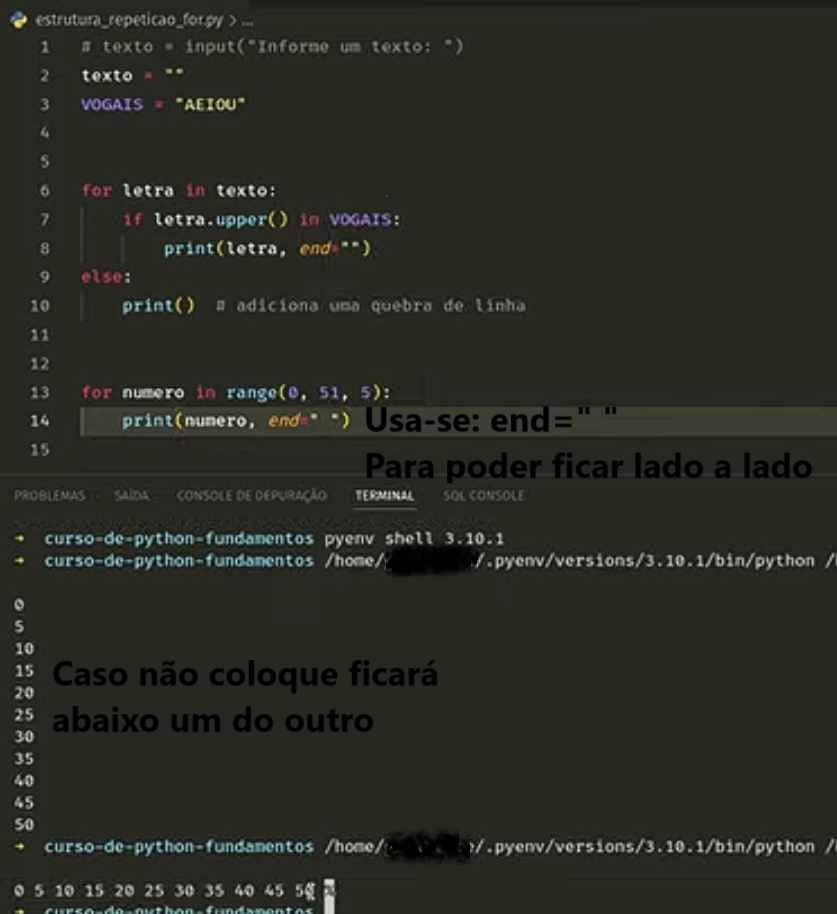 estrutura_repeticao_for.py > ...
1 # texto = input("Informe um texto: ")
2 texto = ""
3 VOGAIS = "AEIOU"
4
5
6 for letra in texto:
7 if letra.upper() in VOGAIS:
8 print(letra, end="")
9 else:
10 print() # adiciona uma quebra de linha
11
12
13 for numero in range(0, 51, 5):
14 print(numero, end=" ") Usa-se: end=" "
15
Para poder ficar lado a lado
PROBLEMAS SAÍDA CONSOLE DE DEPURAÇÃO TERMINAL SQL CONSOLE
→ curso-de-python-fundamentos pyenv shell 3.10.1
→ curso-de-python-fundamentos /home/ /.pyenv/versions/3.10.1/bin/python /
0
5
10
15
20
25
30
35
40
45
50
Caso não coloque ficará
abaixo um do outro
→ curso-de-python-fundamentos /home/ /.pyenv/versions/3.10.1/bin/python /
0 5 10 15 20 25 30 35 40 45 50
→ curso-de-python-fundamentos